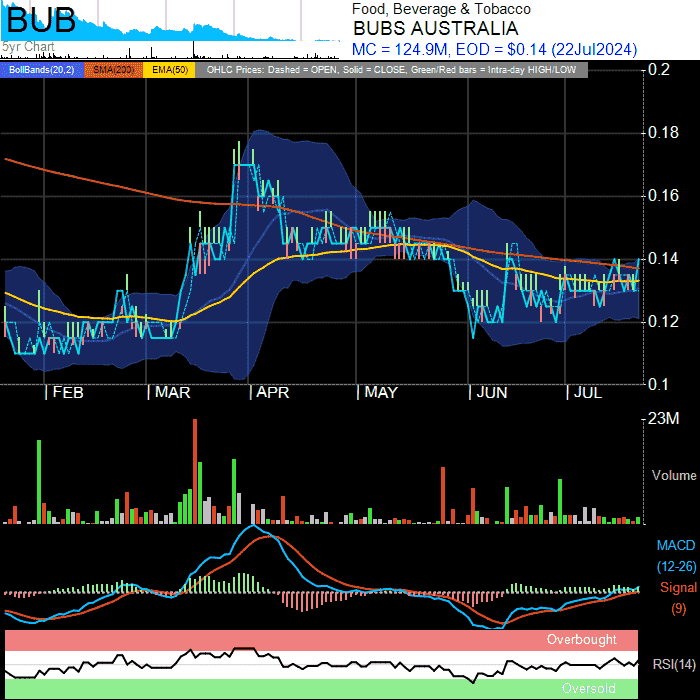 BUB
5yr Chart
Food, Beverage & Tobacco
BUBS AUSTRALIA
MC = 124.9M, EOD = $0.14 (22Jul2024)
BollBands(20,2) SMA(200) EMA(50) OHLC Prices: Dashed = OPEN, Solid = CLOSE, Green/Red bars = Intra-day HIGH/LOW
0.2
0.18
0.16
0.14
0.12
0.1
FEB MAR APR MAY JUN JUL
23M
Volume
MACD
(12-26)
Signal
(9)
Overbought
RSI(14)
Oversold